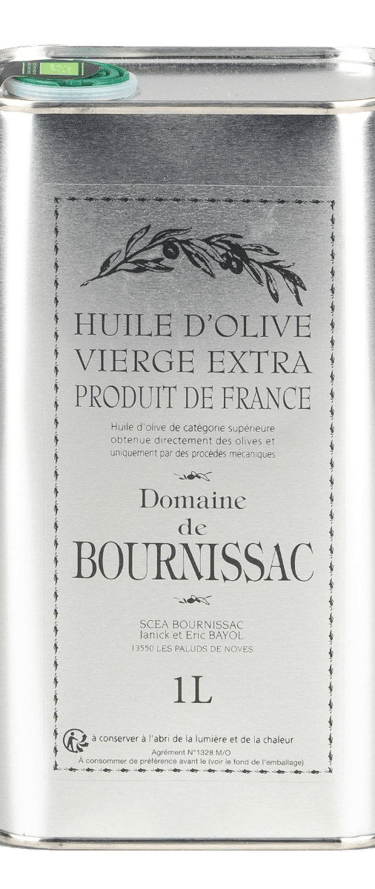 HUILE D'OLIVE
VIERGE EXTRA
PRODUIT DE FRANCE
Huile d'olive de catégorie supérieure
obtenue directement des olives et
uniquement par des procédés mécaniques
Domaine
de
BOURNISSAC
SCEA BOURNISSAC
Ianick et Eric BAYOL
13550 LES PALUDS DE NOVES
1L
à conserver à l'abri de la lumière et de la chaleur
Agrément N°1328 M/O
À consommer de préférence avant le (voir le fond de l'emballage)